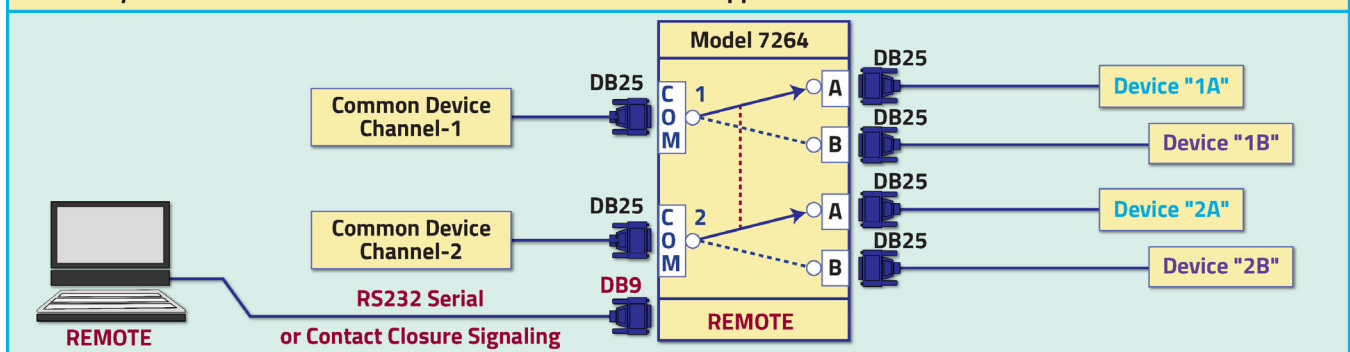 Model 7264
DB25
DB25
Common Device
Channel-1
C
O
M
1
A
Device "1A"
DB25
B
Device "1B"
DB25
DB25
Common Device
Channel-2
C
O
M
2
A
Device "2A"
DB25
B
Device "2B"
DB9
RS232 Serial
or Contact Closure Signaling
REMOTE
REMOTE